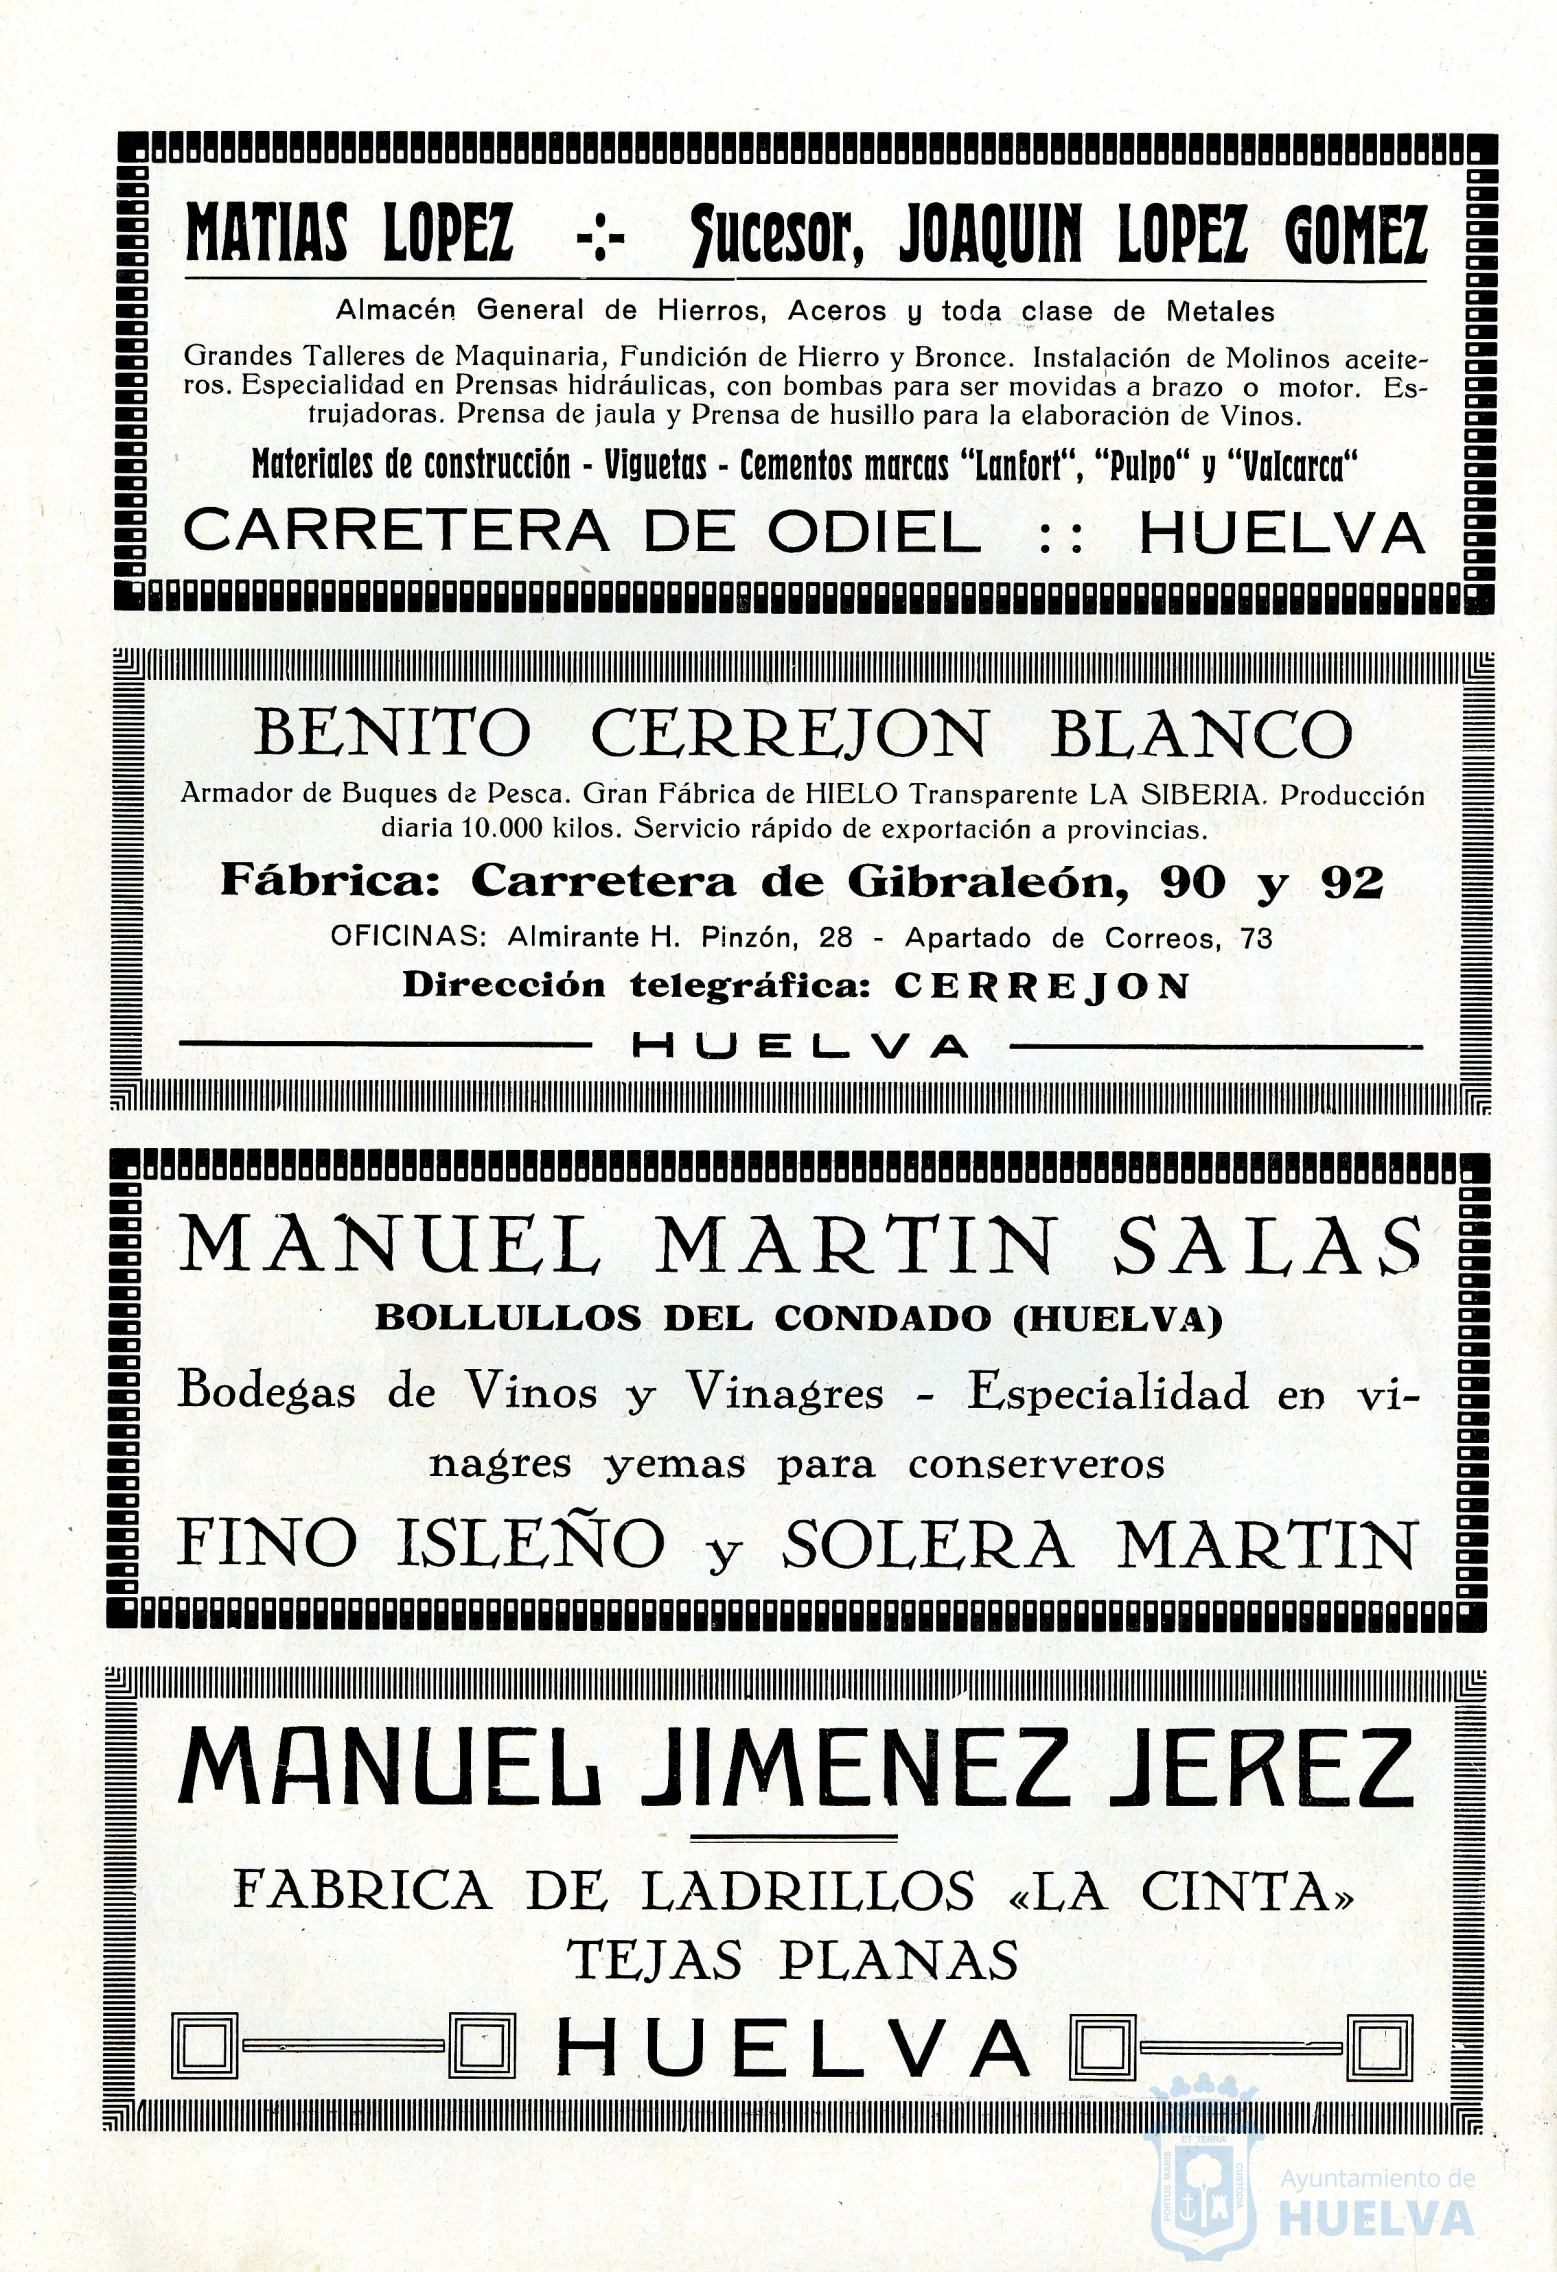 MATIAS LOPEZ -:- Sucesor, JOAQUIN LOPEZ GOMEZ
Almacén General de Hierros, Aceros y toda clase de Metales
Grandes Talleres de Maquinaria, Fundición de Hierro y Bronce. Instalación de Molinos aceite-
ros. Especialidad en Prensas hidráulicas, con bombas para ser movidas a brazo o motor. Es-
trujadoras. Prensa de jaula y Prensa de husillo para la elaboración de Vinos.
Materiales de construcción - Viguetas - Cementos marcas "Lanfort", "Pulpo" y "Valcarca"
CARRETERA DE ODIEL :: HUELVA
BENITO CERREJON BLANCO
Armador de Buques de Pesca. Gran Fábrica de HIELO Transparente LA SIBERIA. Producción
diaria 10.000 kilos. Servicio rápido de exportación a provincias.
Fábrica: Carretera de Gibraleón, 90 y 92
OFICINAS: Almirante H. Pinzón, 28 - Apartado de Correos, 73
Dirección telegráfica: CERREJON
HUELVA
MANUEL MARTIN SALAS
BOLLULLOS DEL CONDADO (HUELVA)
Bodegas de Vinos y Vinagres - Especialidad en vi-
nagres yemas para conserveros
FINO ISLEÑO y SOLERA MARTIN
MANUEL JIMENEZ JEREZ
FABRICA DE LADRILLOS «LA CINTA»
TEJAS PLANAS
HUELVA
PORTUS MARIS
ET TERRÆ
CUSTODIA
Ayuntamiento de
HUELVA